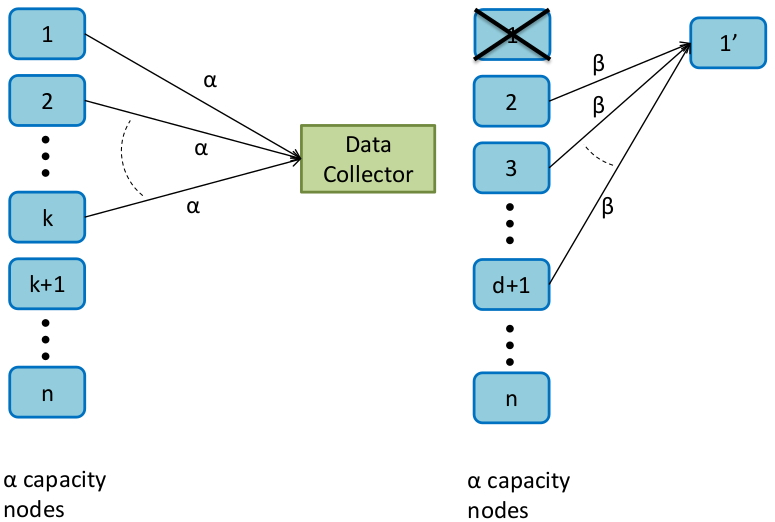 1
2
k
k+1
n
α
α
α
Data
Collector
α capacity
nodes
1
2
3
d+1
n
β
β
β
1’
α capacity
nodes